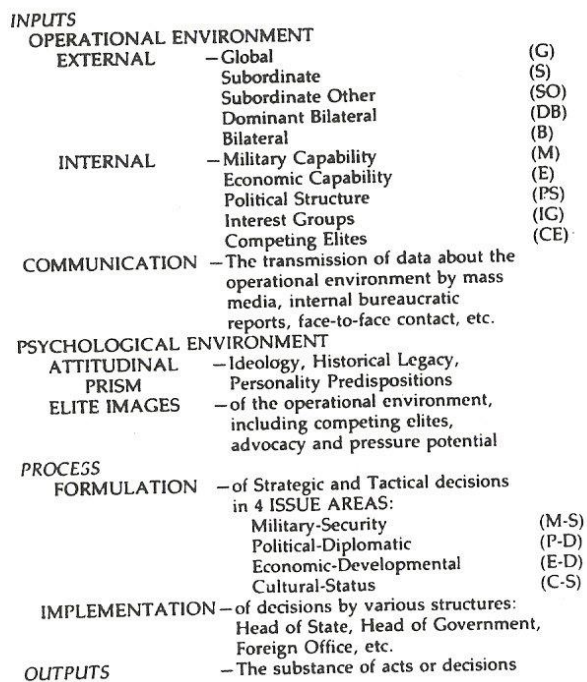 INPUTS
OPERATIONAL ENVIRONMENT
EXTERNAL —Global (G)
Subordinate (S)
Subordinate Other (SO)
Dominant Bilateral (DB)
Bilateral (B)
INTERNAL —Military Capability (M)
Economic Capability (E)
Political Structure (PS)
Interest Groups (IG)
Competing Elites (CE)
COMMUNICATION —The transmission of data about the
operational environment by mass
media, internal bureaucratic
reports, face-to-face contact, etc.
PSYCHOLOGICAL ENVIRONMENT
ATTITUDINAL —Ideology, Historical Legacy,
PRISM Personality Predispositions
ELITE IMAGES —of the operational environment,
including competing elites,
advocacy and pressure potential
PROCESS
FORMULATION —of Strategic and Tactical decisions
in 4 ISSUE AREAS:
Military-Security (M-S)
Political-Diplomatic (P-D)
Economic-Developmental (E-D)
Cultural-Status (C-S)
IMPLEMENTATION —of decisions by various structures:
Head of State, Head of Government,
Foreign Office, etc.
OUTPUTS —The substance of acts or decisions